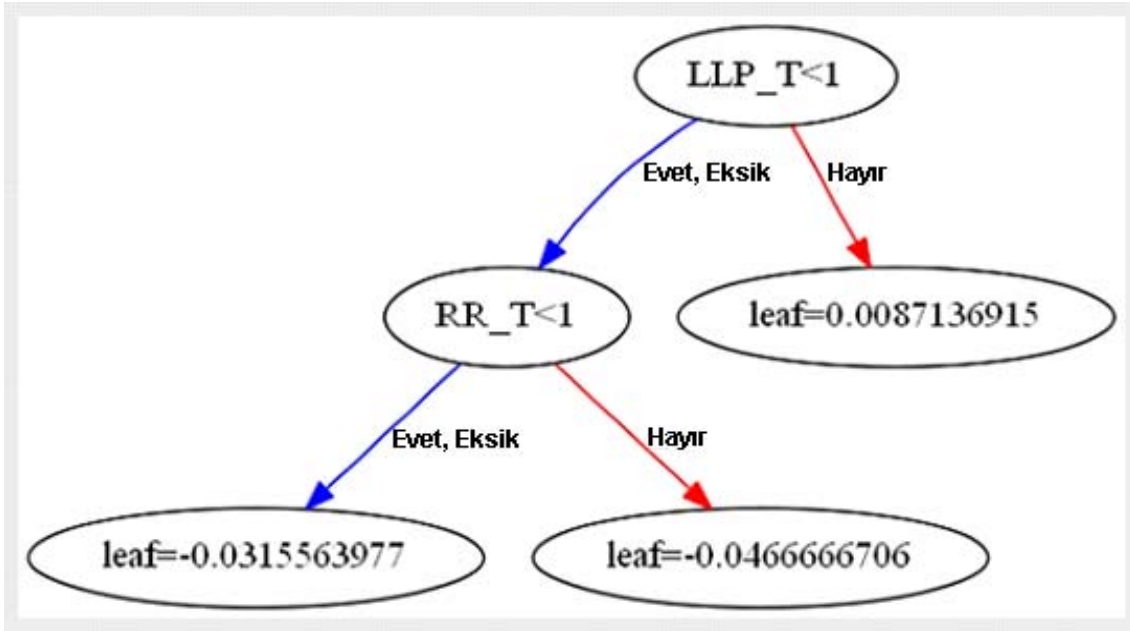 LLP_T<1
Evet, Eksik
Hayır
RR_T<1
leaf=0.0087136915
Evet, Eksik
Hayır
leaf=-0.0315563977
leaf=-0.0466666706